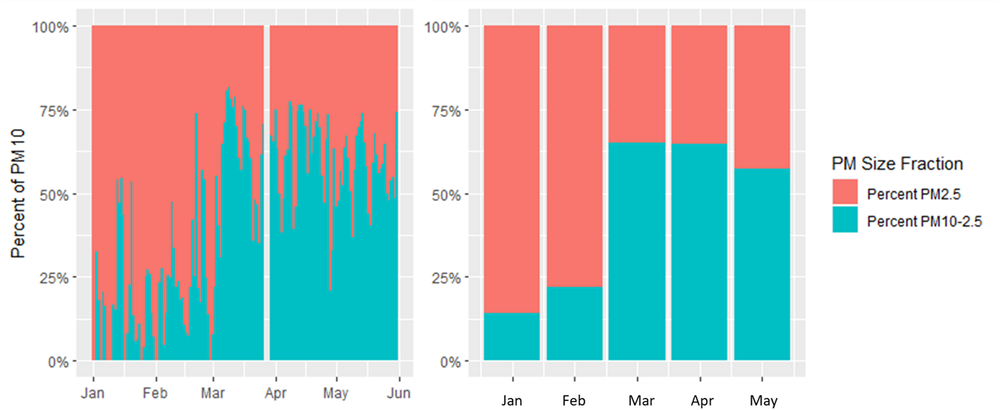 Percent of PM10
100%
75%
50%
25%
0%
Jan Feb Mar Apr May Jun
100%
75%
50%
25%
0%
Jan Feb Mar Apr May
PM Size Fraction
Percent PM2.5
Percent PM10-2.5